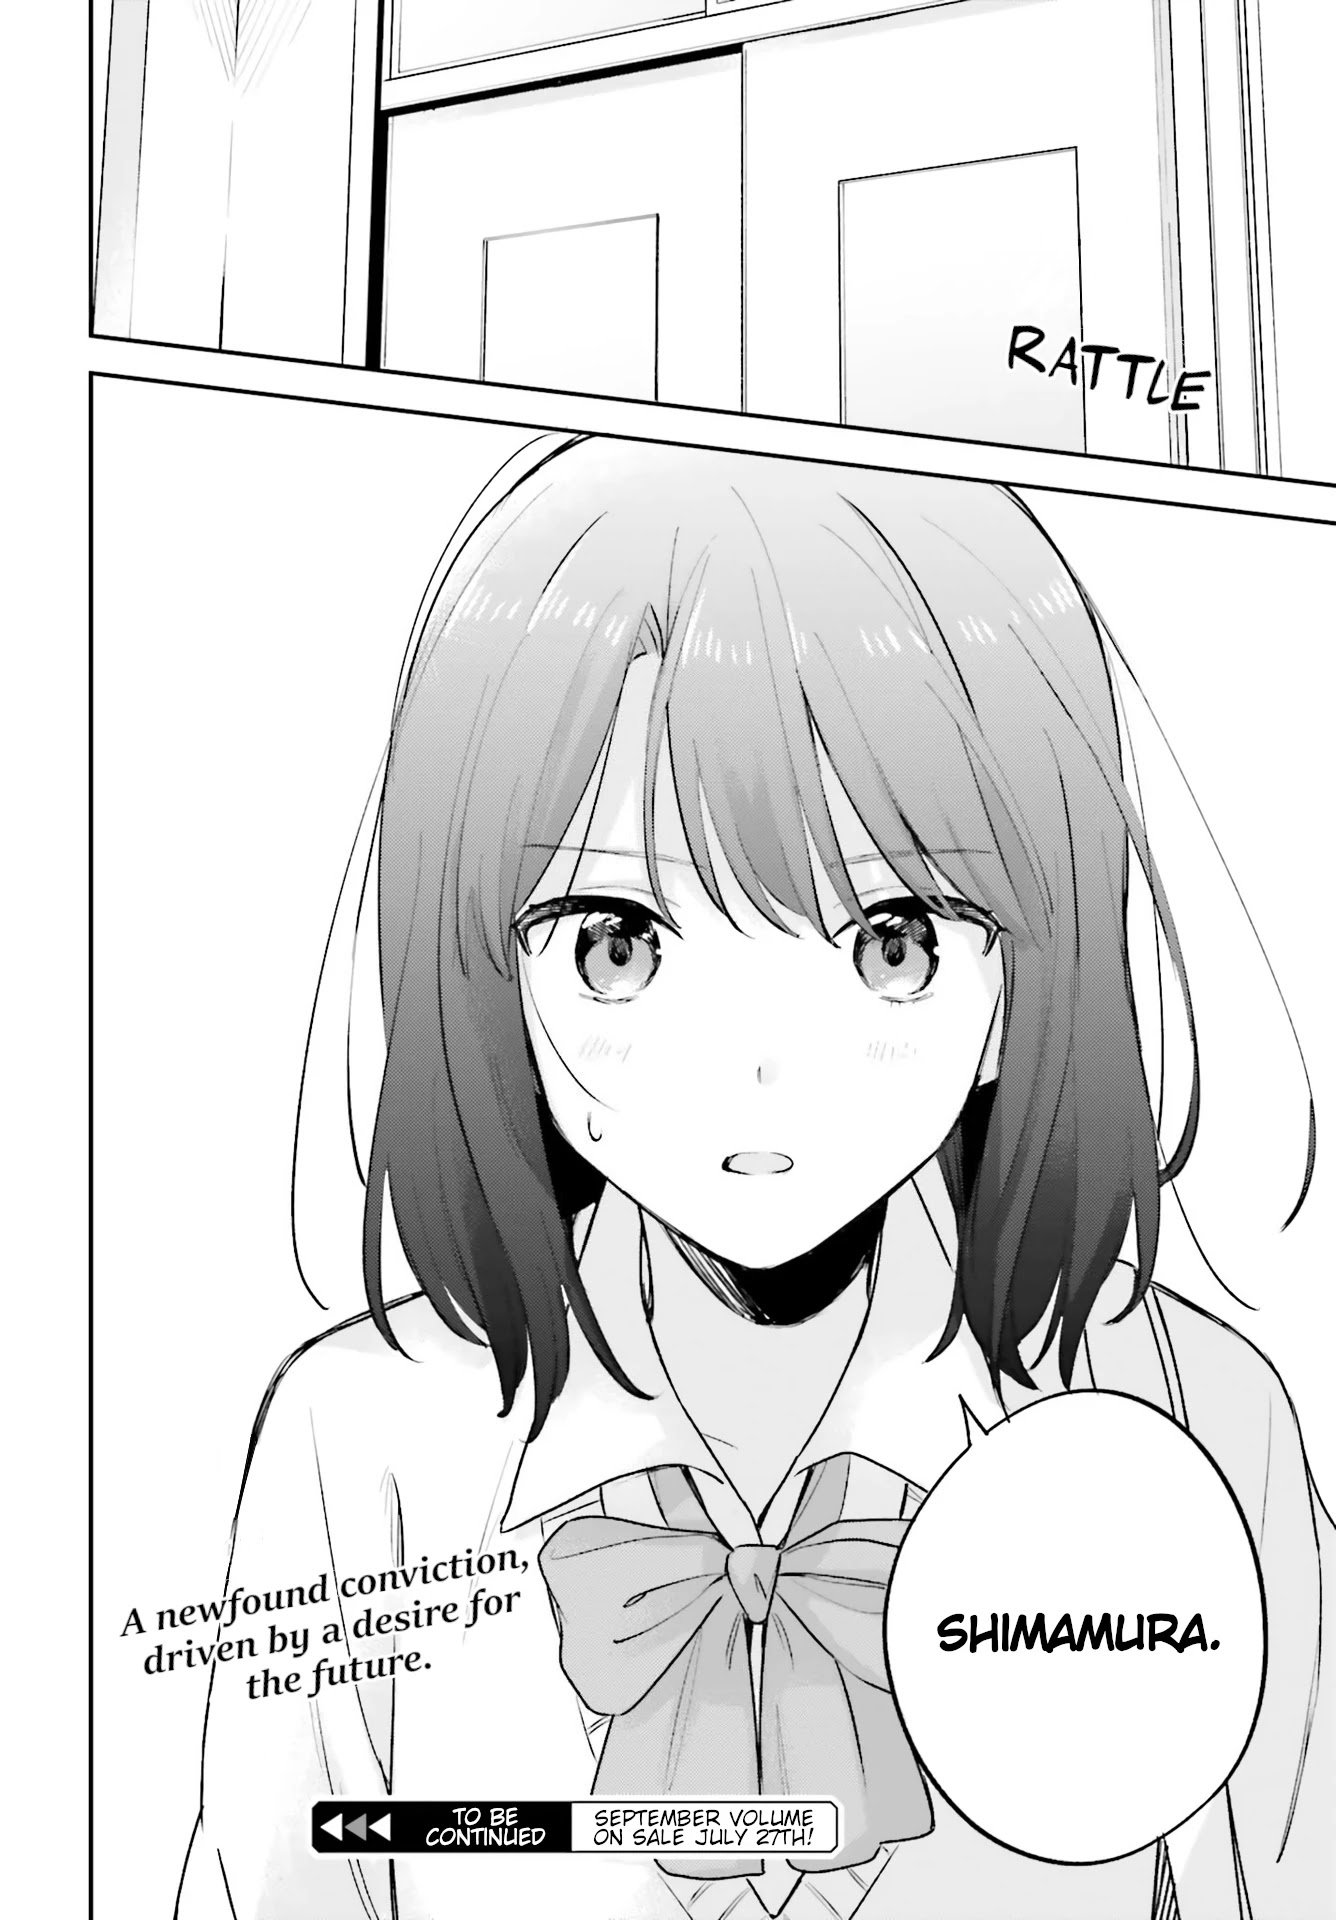 RATTLE
SHIMAMURA.
A newfound conviction,
driven by a desire for
the future.
TO BE
CONTINUED
SEPTEMBER VOLUME
ON SALE JULY 27TH!